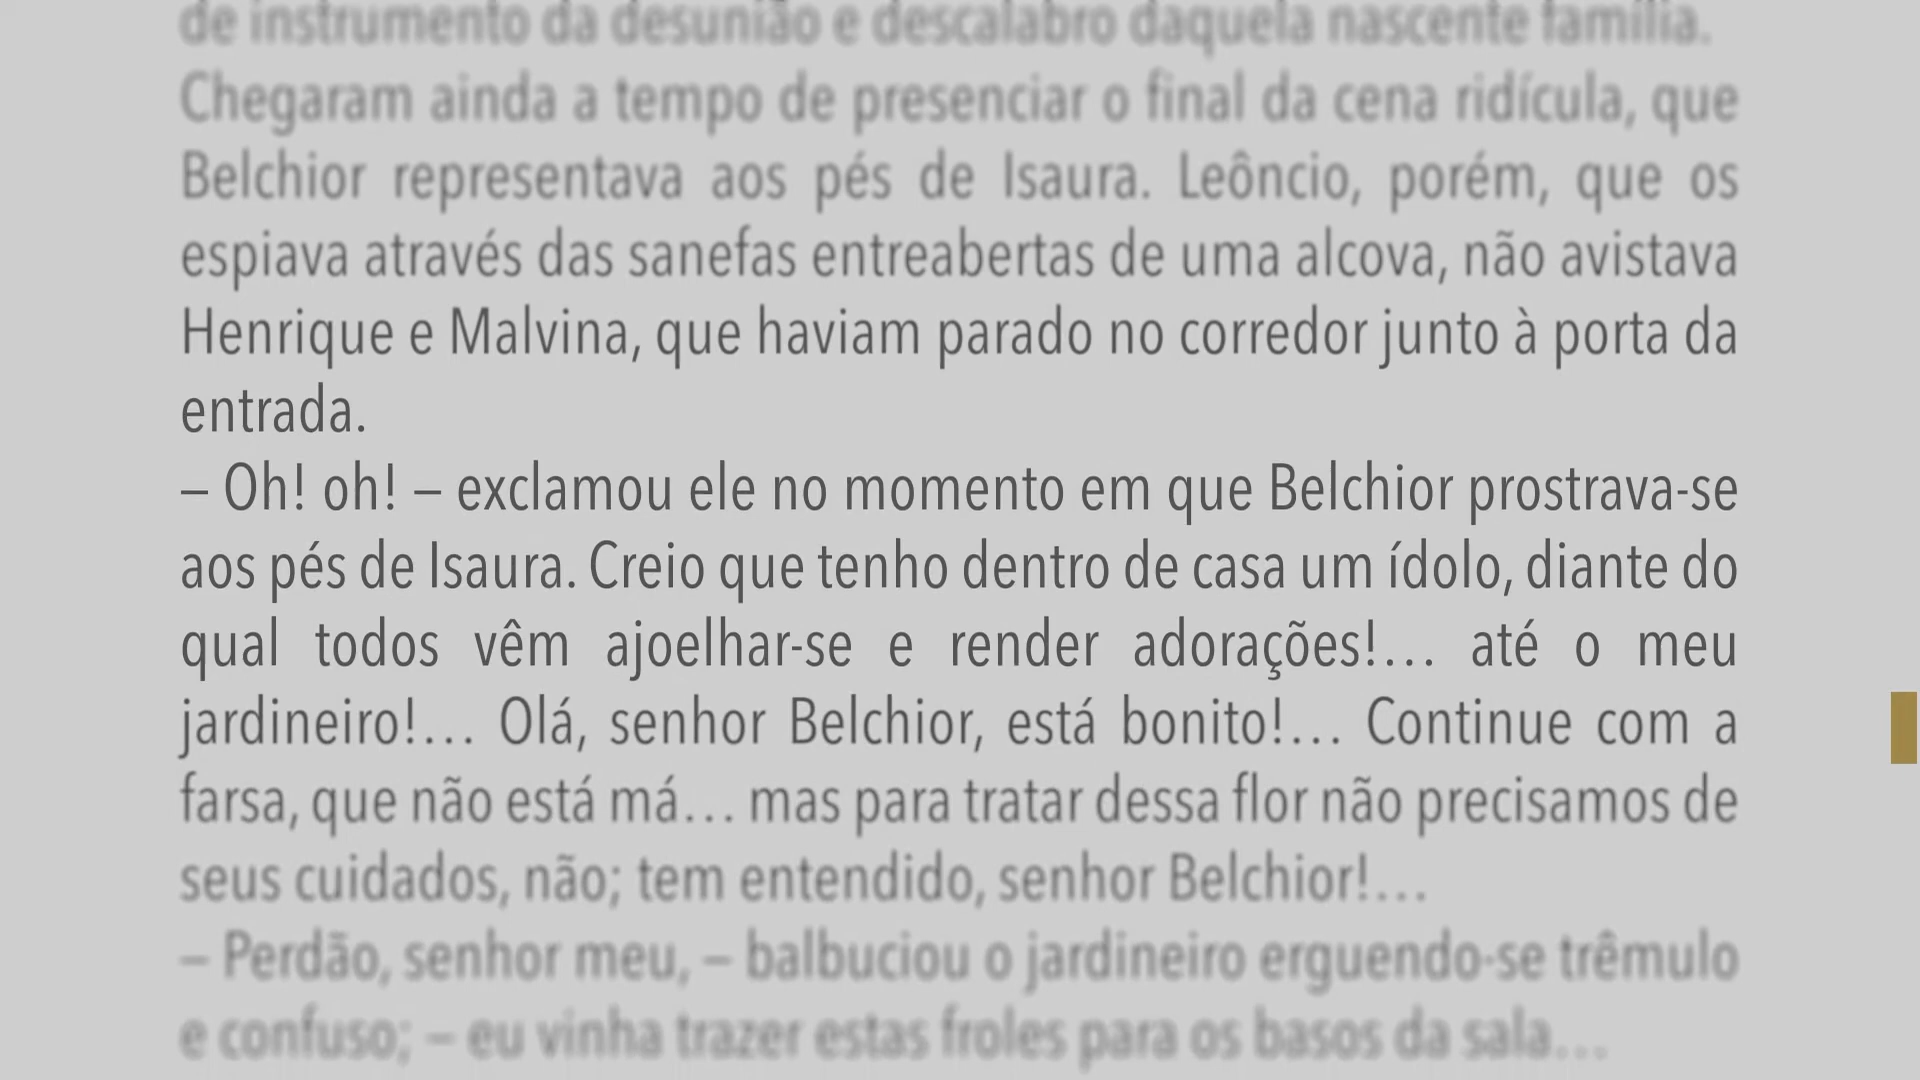 de instrumento da desunião e descalabro daquela nascente família.
Chegaram ainda a tempo de presenciar o final da cena ridícula, que
Belchior representava aos pés de Isaura. Leôncio, porém, que os
espiava através das sanefas entreabertas de uma alcova, não avistava
Henrique e Malvina, que haviam parado no corredor junto à porta da
entrada.
– Oh! oh! – exclamou ele no momento em que Belchior prostrava-se
aos pés de Isaura. Creio que tenho dentro de casa um ídolo, diante do
qual todos vêm ajoelhar-se e render adorações!… até o meu
jardineiro!… Olá, senhor Belchior, está bonito!… Continue com a
farsa, que não está má… mas para tratar dessa flor não precisamos de
seus cuidados, não; tem entendido, senhor Belchior!…
– Perdão, senhor meu, – balbuciou o jardineiro erguendo-se trêmulo
e confuso; – eu vinha trazer estas froles para os basos da sala…